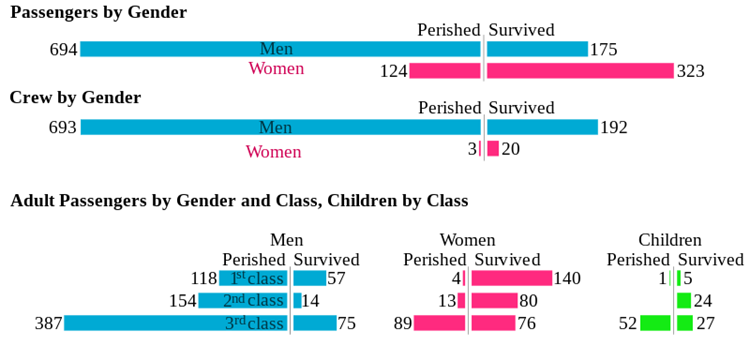 Passengers by Gender
Perished Survived
694 Men 175
Women 124 323
Crew by Gender
Perished Survived
693 Men 192
Women 3 20
Adult Passengers by Gender and Class, Children by Class
Men Women Children
Perished Survived Perished Survived Perished Survived
118 1st class 57 4 140 1 5
154 2nd class 14 13 80 24
387 3rd class 75 89 76 52 27